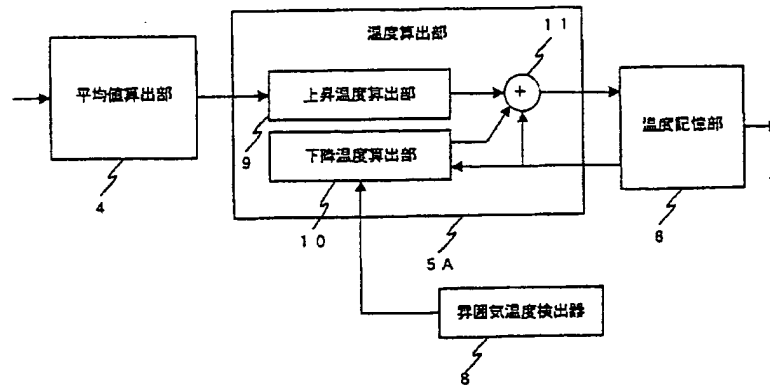 温度算出部
11
平均値算出部
上昇温度算出部
+
温度記憶部
9
下降温度算出部
4
10
5A
6
雰囲気温度検出器
8